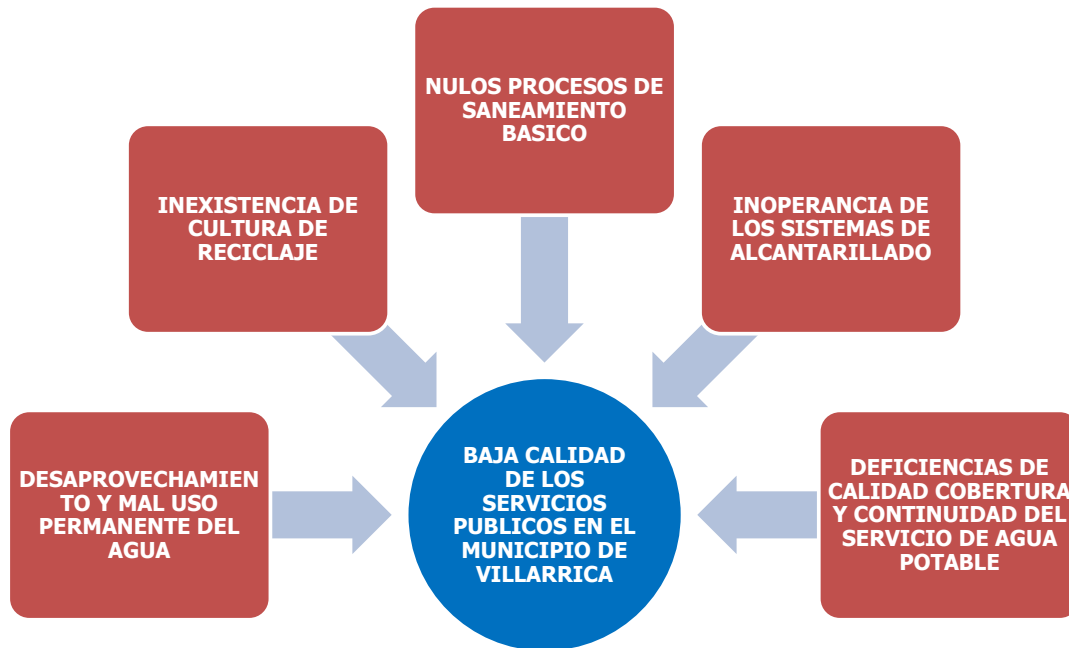 NULOS PROCESOS DE
SANEAMIENTO
BASICO
INEXISTENCIA DE
CULTURA DE
RECICLAJE
INOPERANCIA DE
LOS SISTEMAS DE
ALCANTARILLADO
DESAPROVECHAMIEN
TO Y MAL USO
PERMANENTE DEL
AGUA
BAJA CALIDAD
DE LOS
SERVICIOS
PUBLICOS EN EL
MUNICIPIO DE
VILLARRICA
DEFICIENCIAS DE
CALIDAD COBERTURA
Y CONTINUIDAD DEL
SERVICIO DE AGUA
POTABLE